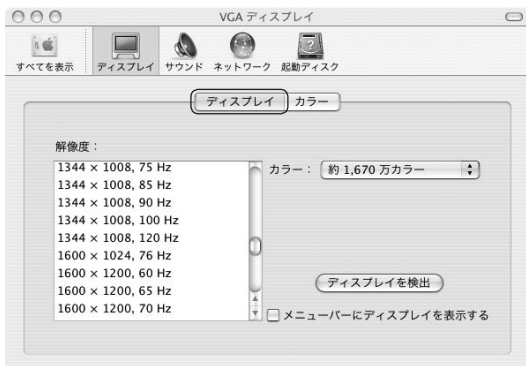 VGA ディスプレイ
すべてを表示 ディスプレイ サウンド ネットワーク 起動ディスク
ディスプレイ カラー
解像度：
1344 × 1008, 75 Hz
1344 × 1008, 85 Hz
1344 × 1008, 90 Hz
1344 × 1008, 100 Hz
1344 × 1008, 120 Hz
1600 × 1024, 76 Hz
1600 × 1200, 60 Hz
1600 × 1200, 65 Hz
1600 × 1200, 70 Hz
カラー： 約 1,670 万カラー
ディスプレイを検出
メニューバーにディスプレイを表示する